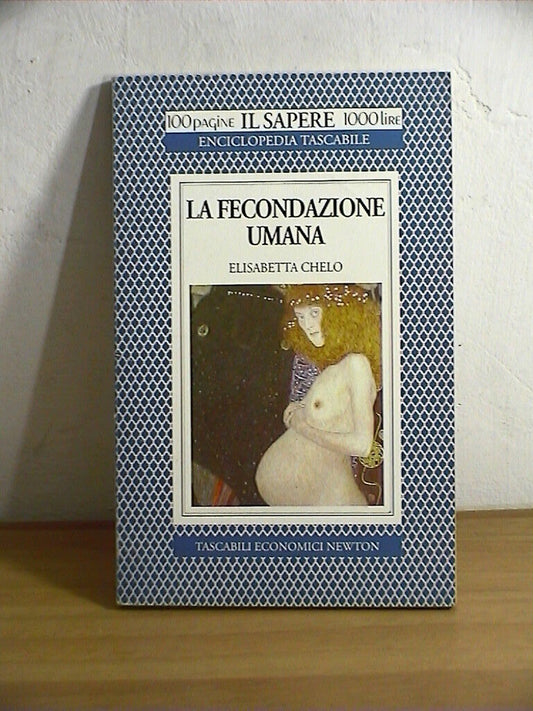 100 pagine IL SAPERE 1000 lire
ENCICLOPEDIA TASCABILE
LA FECONDAZIONE
UMANA
ELISABETTA CHELO
TASCABILI ECONOMICI NEWTON